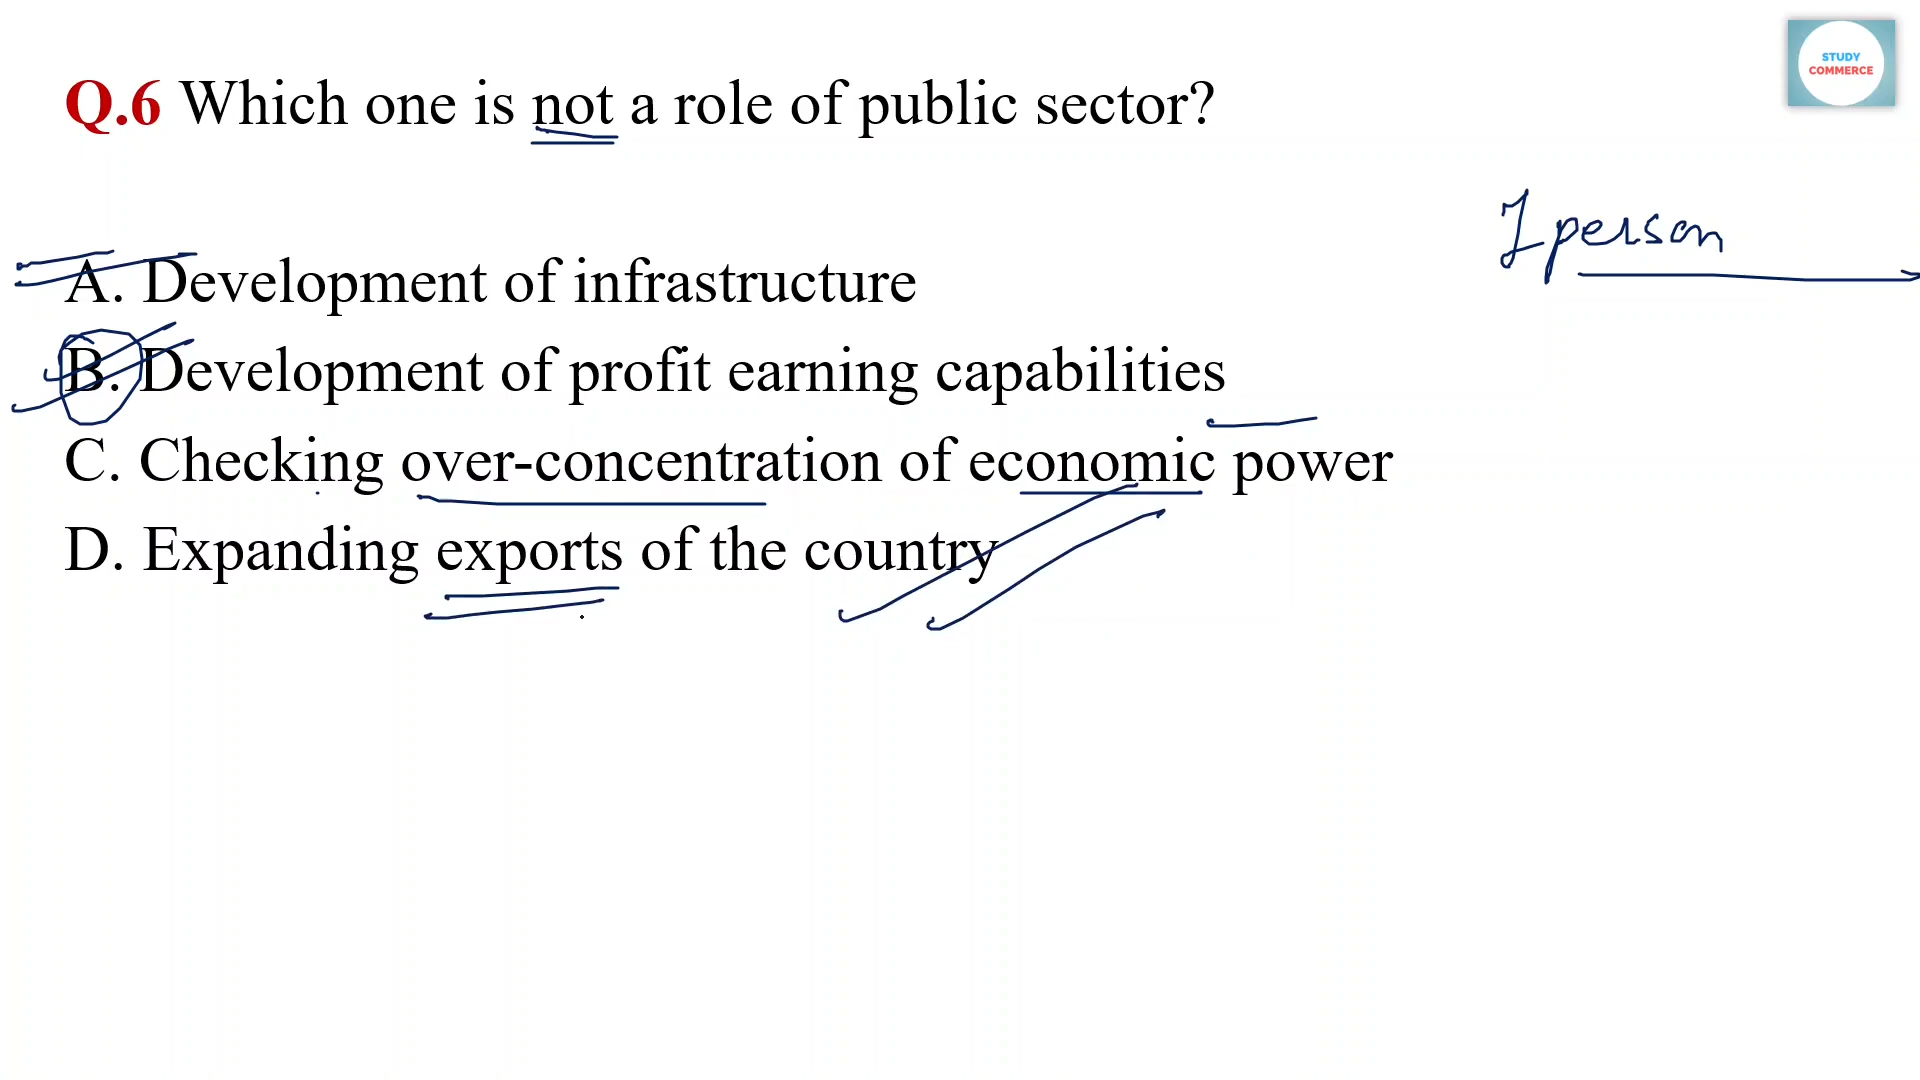 STUDY
COMMERCE
Q.6 Which one is not a role of public sector?
1 person
A. Development of infrastructure
B. Development of profit earning capabilities
C. Checking over-concentration of economic power
D. Expanding exports of the country